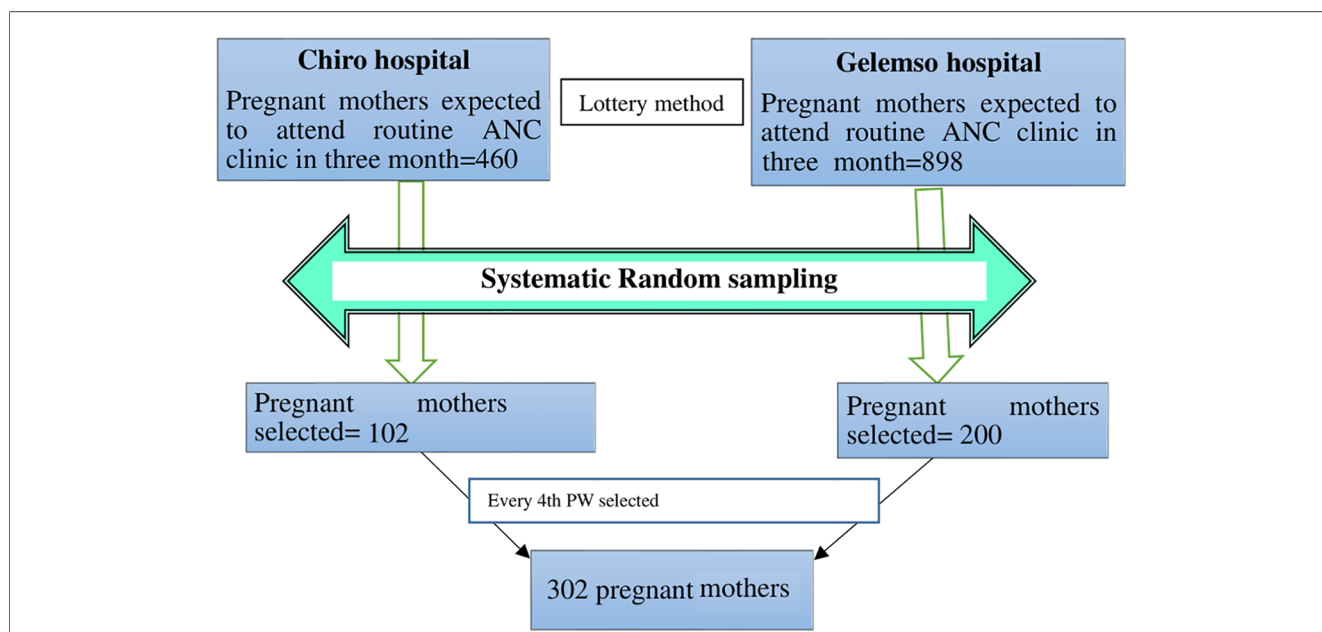 Chiro hospital
Pregnant mothers expected
to attend routine ANC
clinic in three month=460
Lottery method
Gelemso hospital
Pregnant mothers expected to
attend routine ANC clinic in
three month=898
Systematic Random sampling
Pregnant mothers
selected= 102
Pregnant mothers
selected= 200
Every 4th PW selected
302 pregnant mothers